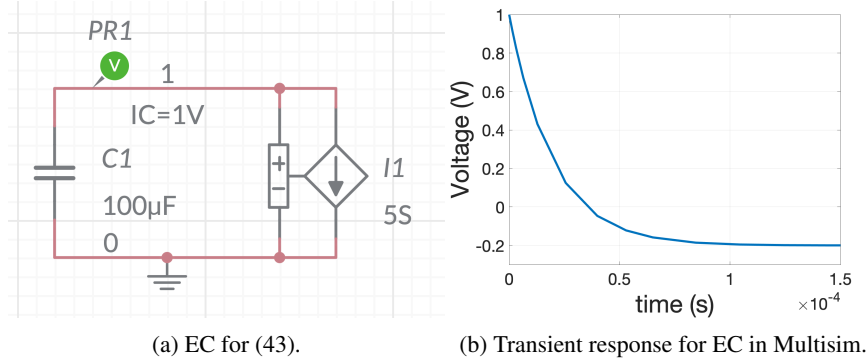 PR1
V
1
IC=1V
C1
100µF
0
+
−
I1
5S
(a) EC for (43).
1
0.8
0.6
0.4
0.2
0
-0.2
Voltage (V)
0
0.5
1
1.5
×10⁻⁴
time (s)
(b) Transient response for EC in Multisim.